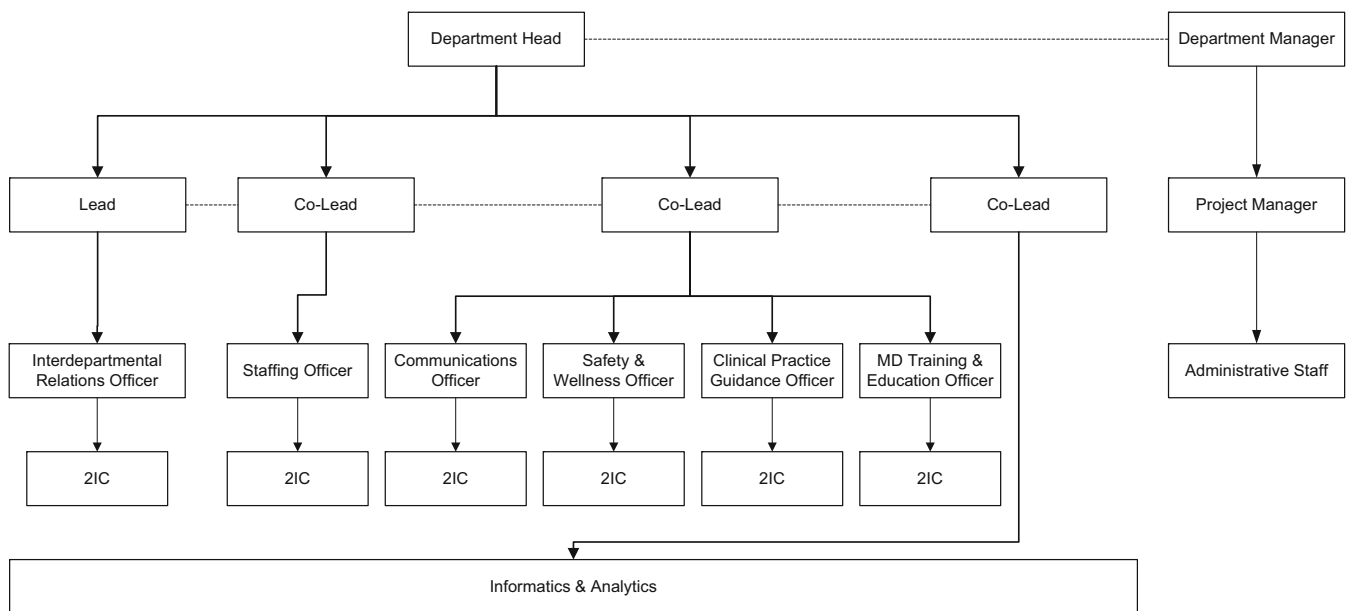 Department Head
Department Manager
Lead
Co-Lead
Co-Lead
Co-Lead
Project Manager
Interdepartmental
Relations Officer
Staffing Officer
Communications
Officer
Safety &
Wellness Officer
Clinical Practice
Guidance Officer
MD Training &
Education Officer
Administrative Staff
2IC
2IC
2IC
2IC
2IC
2IC
Informatics & Analytics